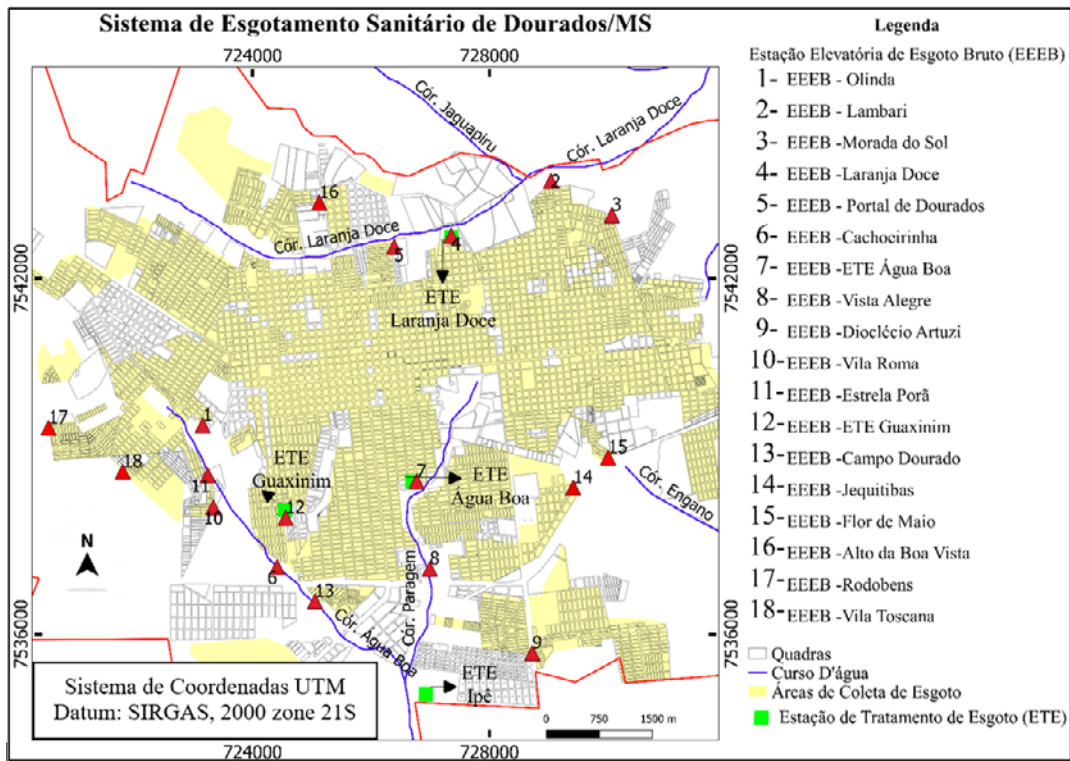 Sistema de Esgotamento Sanitário de Dourados/MS
724000
728000
Cór. Jaguapiru
Cór. Laranja Doce
2
16
3
Cór. Laranja Doce
4
5
7542000
7542000
ETE
Laranja Doce
17
1
18
11
10
ETE
Guaxinim
12
7
ETE
Água Boa
15
14
Cór. Engano
N
6
8
13
Cór. Paragem
Cór. Água Boa
9
7536000
7536000
ETE
Ipê
Sistema de Coordenadas UTM
Datum: SIRGAS, 2000 zone 21S
0 750 1500 m
724000
728000
Legenda
Estação Elevatória de Esgoto Bruto (EEEB)
1- EEEB - Olinda
2- EEEB - Lambari
3- EEEB -Morada do Sol
4- EEEB -Laranja Doce
5- EEEB - Portal de Dourados
6- EEEB - Cachocirinha
7- EEEB -ETE Água Boa
8- EEEB -Vista Alegre
9- EEEB -Dioclécio Artuzi
10- EEEB -Vila Roma
11- EEEB -Estrela Porã
12- EEEB -ETE Guaxinim
13- EEEB -Campo Dourado
14- EEEB -Jequitibas
15- EEEB -Flor de Maio
16- EEEB -Alto da Boa Vista
17- EEEB -Rodobens
18- EEEB -Vila Toscana
Quadras
Curso D'água
Áreas de Coleta de Esgoto
Estação de Tratamento de Esgoto (ETE)